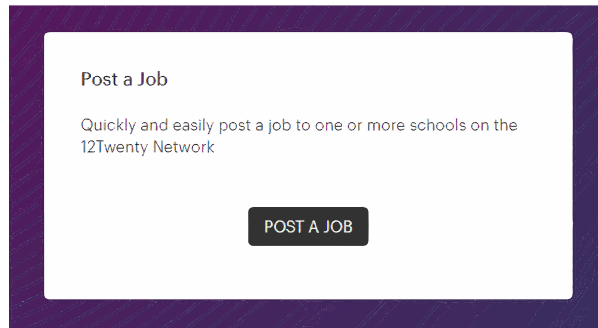 Post a Job
Quickly and easily post a job to one or more schools on the
12Twenty Network
POST A JOB